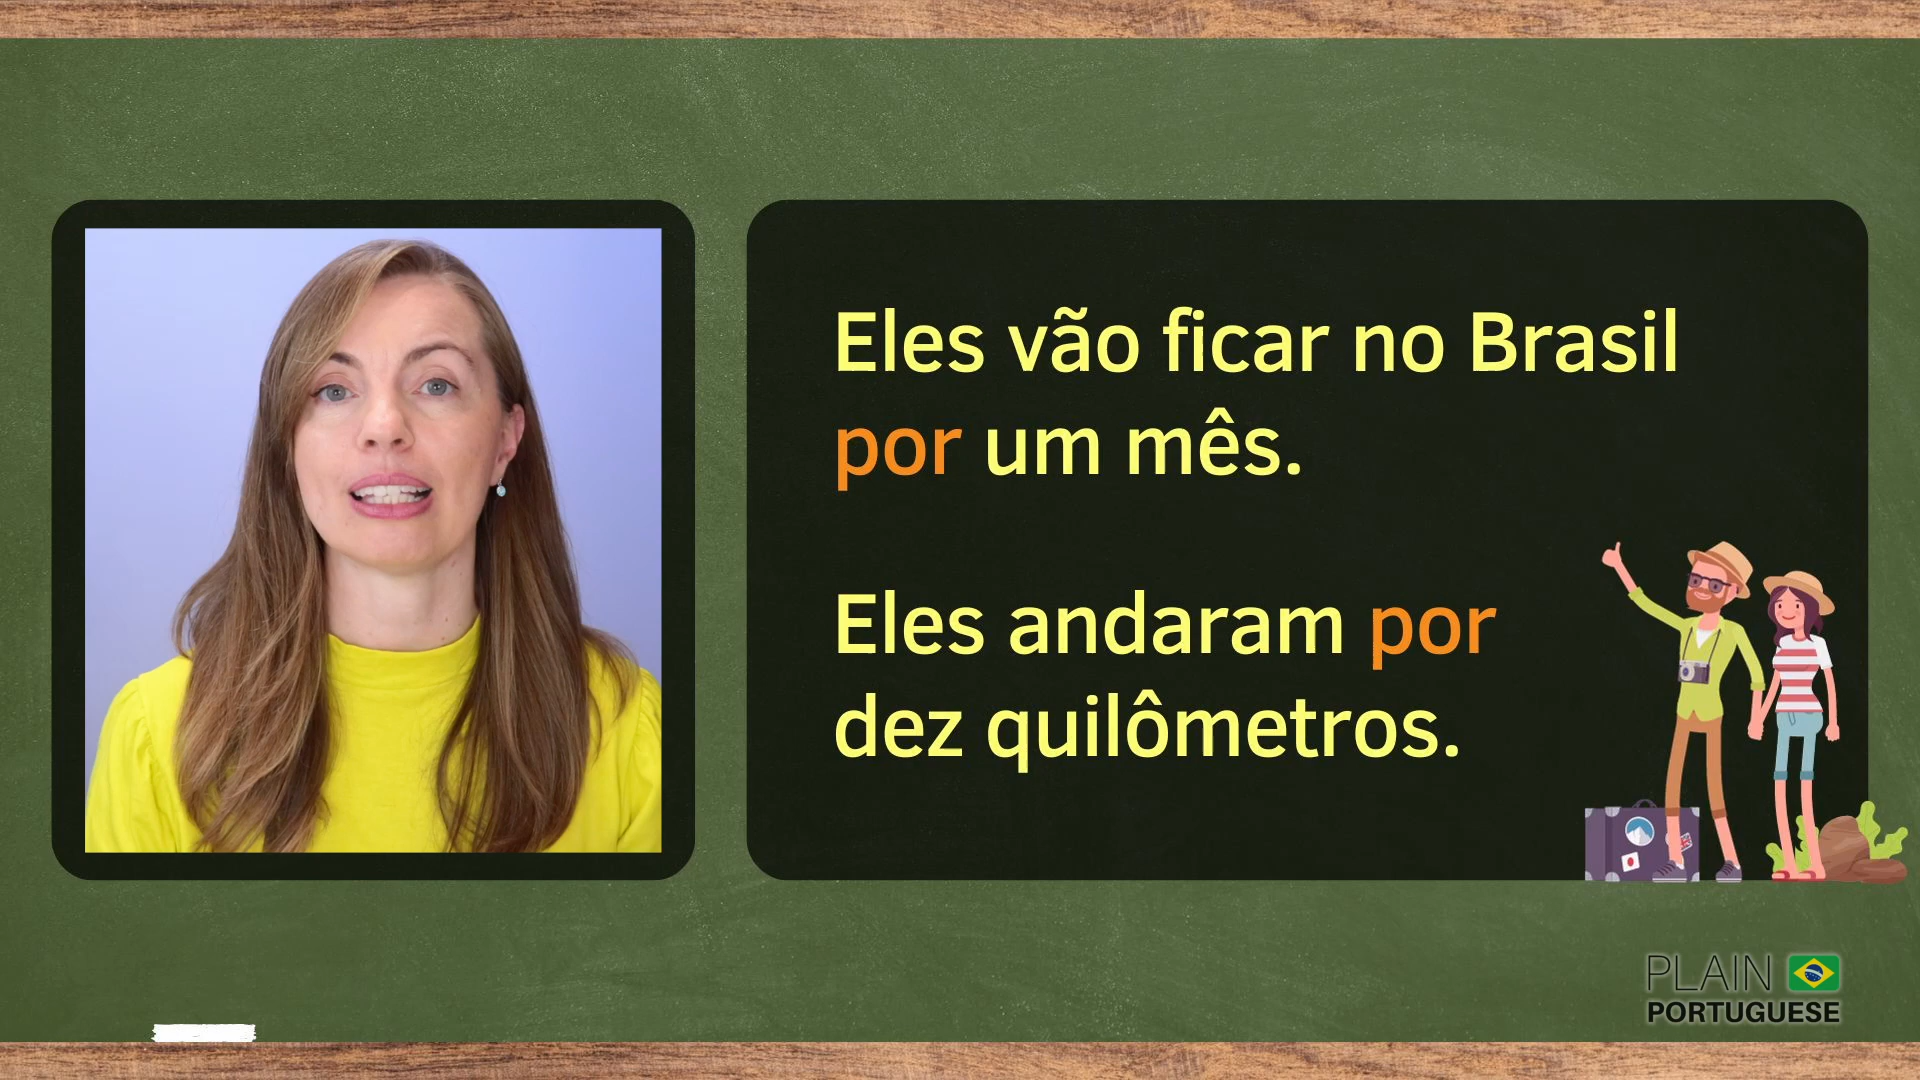 Eles vão ficar no Brasil
por um mês.
Eles andaram por
dez quilômetros.
PLAIN
PORTUGUESE